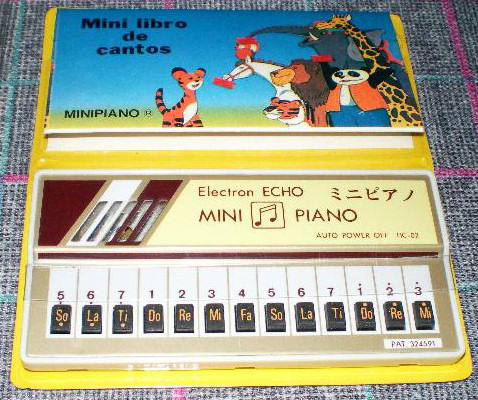 Mini libro
de
cantos
MINIPIANO ®
Electron ECHO ミニピアノ
MINI PIANO
AUTO POWER OFF HC-02
5 6 7 1 2 3 4 5 6 7 1 2 3
So La Ti Do Re Mi Fa So La Ti Do Re Mi
PAT. 324591